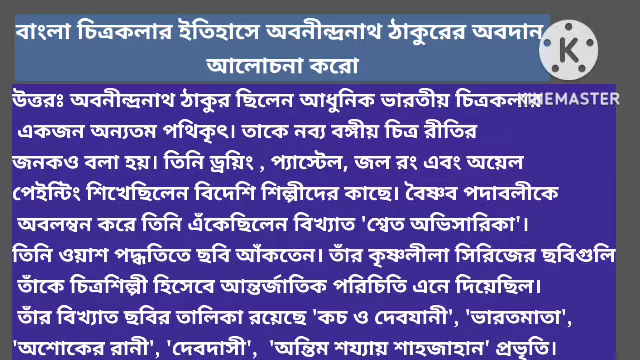 বাংলা চিত্রকলার ইতিহাসে অবনীন্দ্রনাথ ঠাকুরের অবদান
আলোচনা করো
উত্তরঃ অবনীন্দ্রনাথ ঠাকুর ছিলেন আধুনিক ভারতীয় চিত্রকলার
KINEMASTER
একজন অন্যতম পথিকৃৎ। তাকে নব্য বঙ্গীয় চিত্র রীতির
জনকও বলা হয়। তিনি ড্রয়িং , প্যাস্টেল, জল রং এবং অয়েল
পেইন্টিং শিখেছিলেন বিদেশি শিল্পীদের কাছে। বৈষ্ণব পদাবলীকে
অবলম্বন করে তিনি এঁকেছিলেন বিখ্যাত 'শ্বেত অভিসারিকা'।
তিনি ওয়াশ পদ্ধতিতে ছবি আঁকতেন। তাঁর কৃষ্ণলীলা সিরিজের ছবিগুলি
তাঁকে চিত্রশিল্পী হিসেবে আন্তর্জাতিক পরিচিতি এনে দিয়েছিল।
তাঁর বিখ্যাত ছবির তালিকা রয়েছে 'কচ ও দেবযানী', 'ভারতমাতা',
'অশোকের রানী', 'দেবদাসী', 'অন্তিম শয্যায় শাহজাহান' প্রভৃতি।